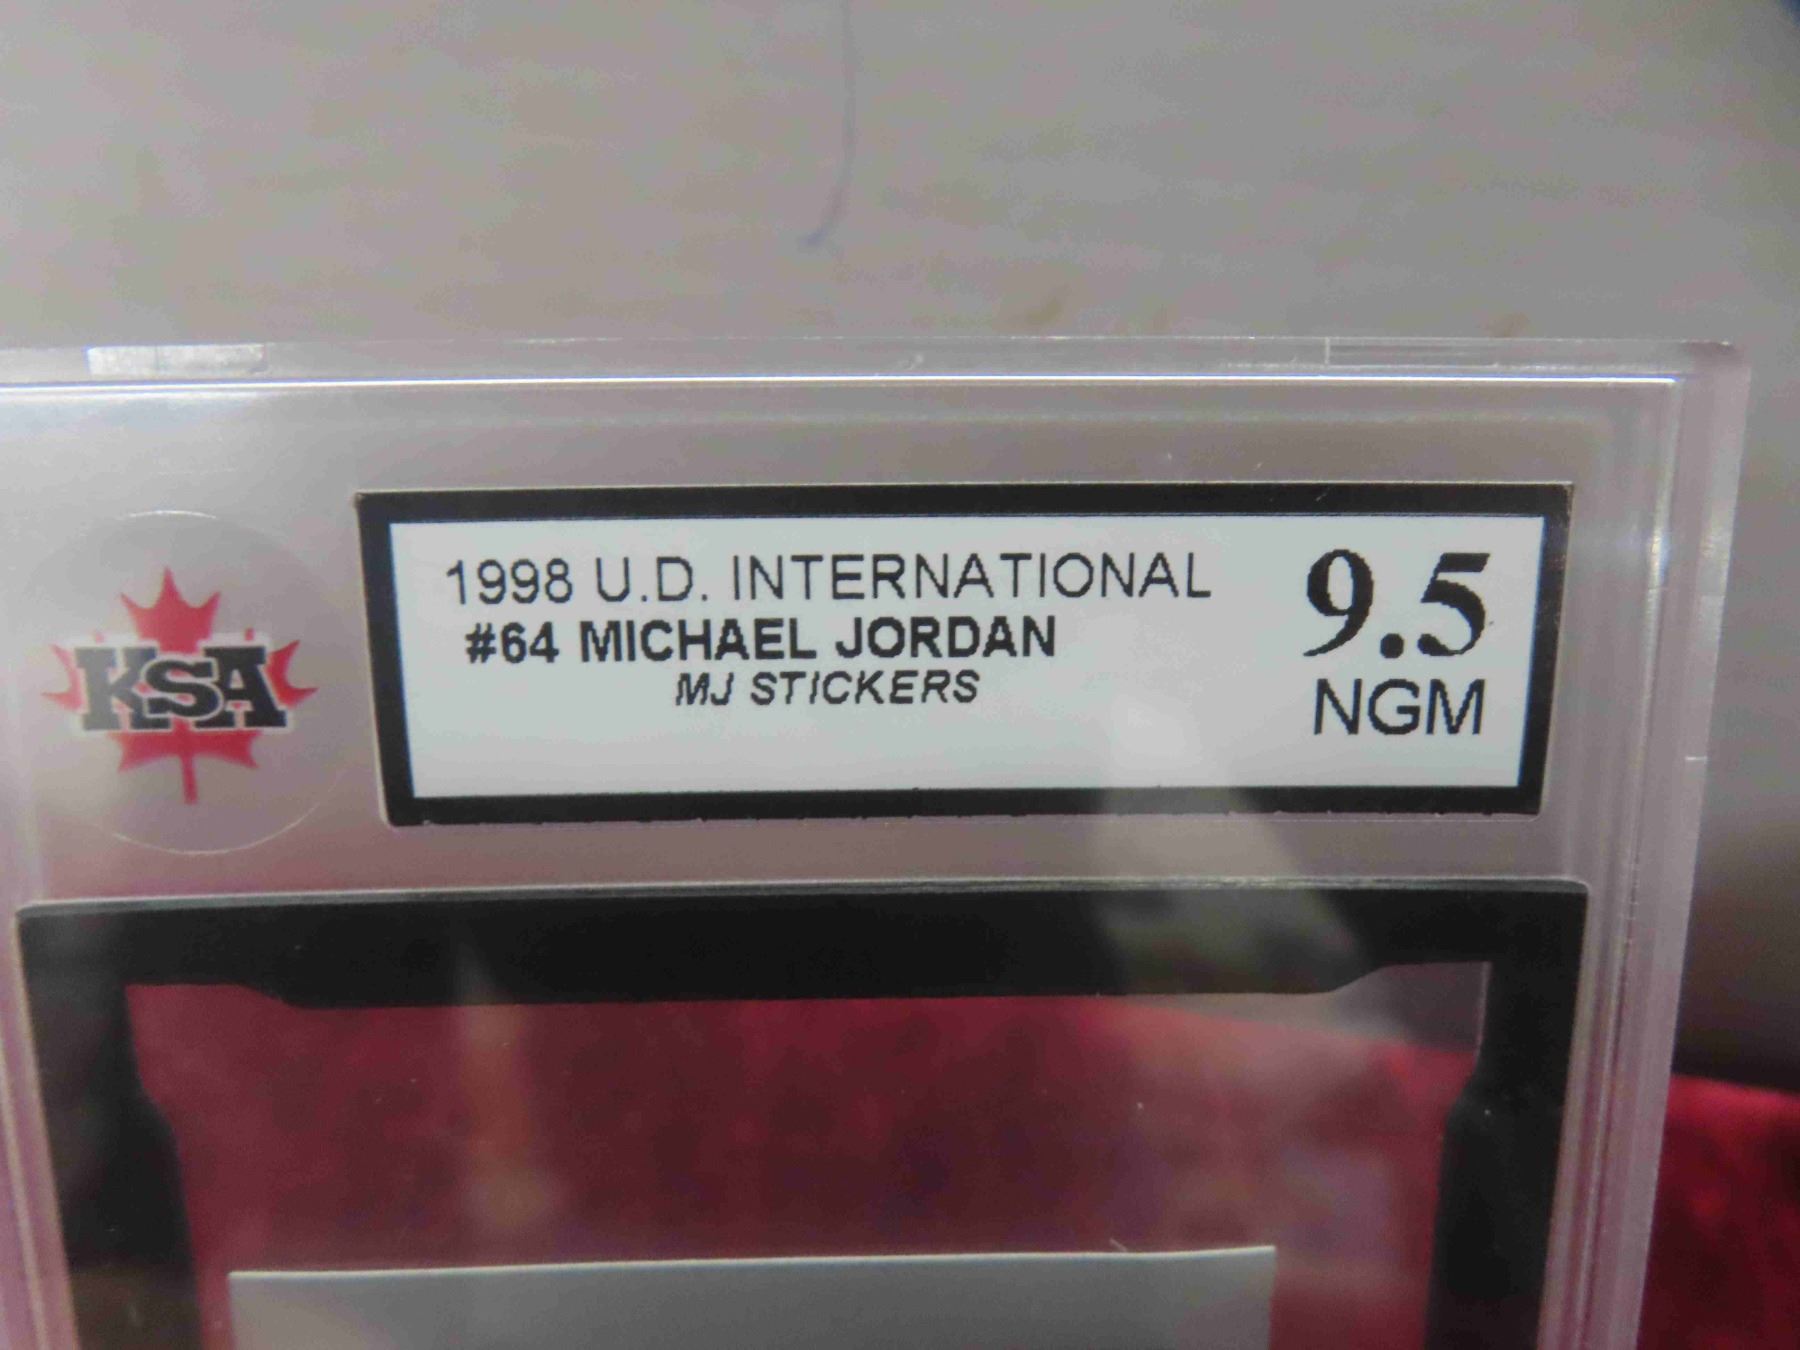 KSA
1998 U.D. INTERNATIONAL
#64 MICHAEL JORDAN
MJ STICKERS
9.5
NGM